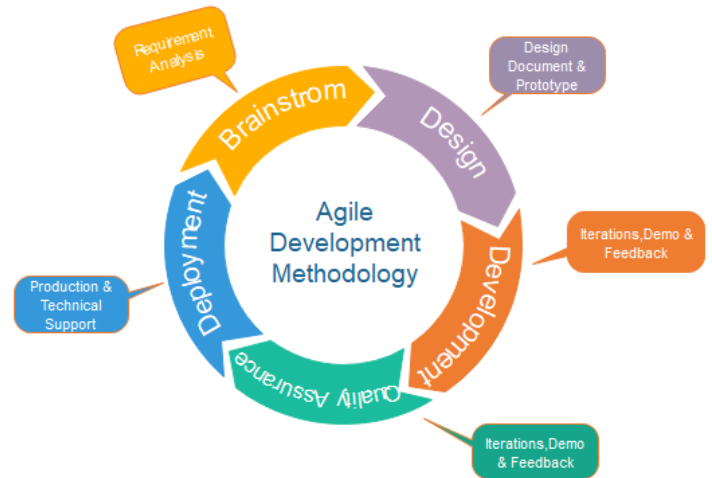 Requirement
Analysis
Brainstrom
Design
Document &
Prototype
Design
Agile
Development
Methodology
Iterations,Demo &
Feedback
Development
Production &
Technical
Support
Deployment
Quality Assurance
Iterations,Demo
& Feedback